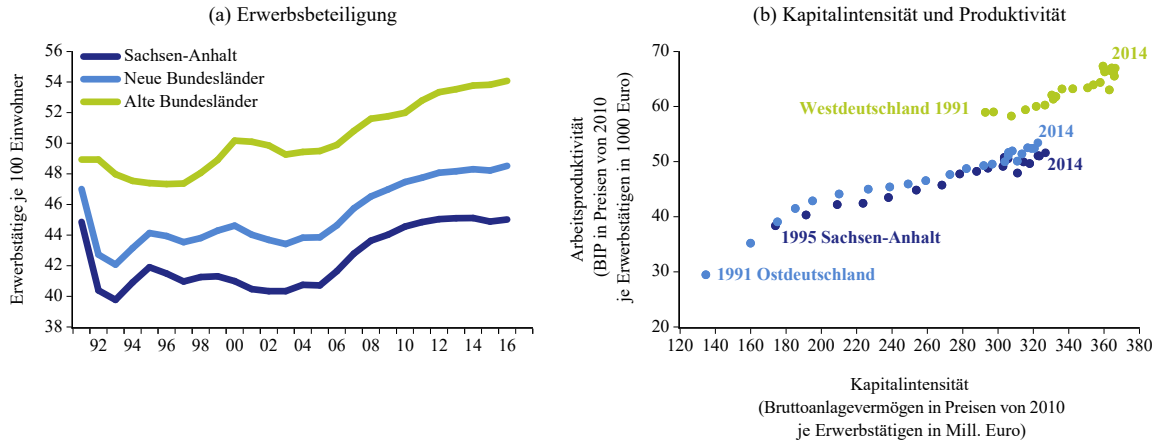 (a) Erwerbsbeteiligung
Erwerbstätige je 100 Einwohner
56
54
52
50
48
46
44
42
40
38
Sachsen-Anhalt
Neue Bundesländer
Alte Bundesländer
92 94 96 98 00 02 04 06 08 10 12 14 16
(b) Kapitalintensität und Produktivität
Arbeitsproduktivität
(BIP in Preisen von 2010
je Erwerbstätigen in 1000 Euro)
70
60
50
40
30
20
2014
Westdeutschland 1991
2014
2014
1995 Sachsen-Anhalt
1991 Ostdeutschland
120 140 160 180 200 220 240 260 280 300 320 340 360 380
Kapitalintensität
(Bruttoanlagevermögen in Preisen von 2010
je Erwerbstätigen in Mill. Euro)